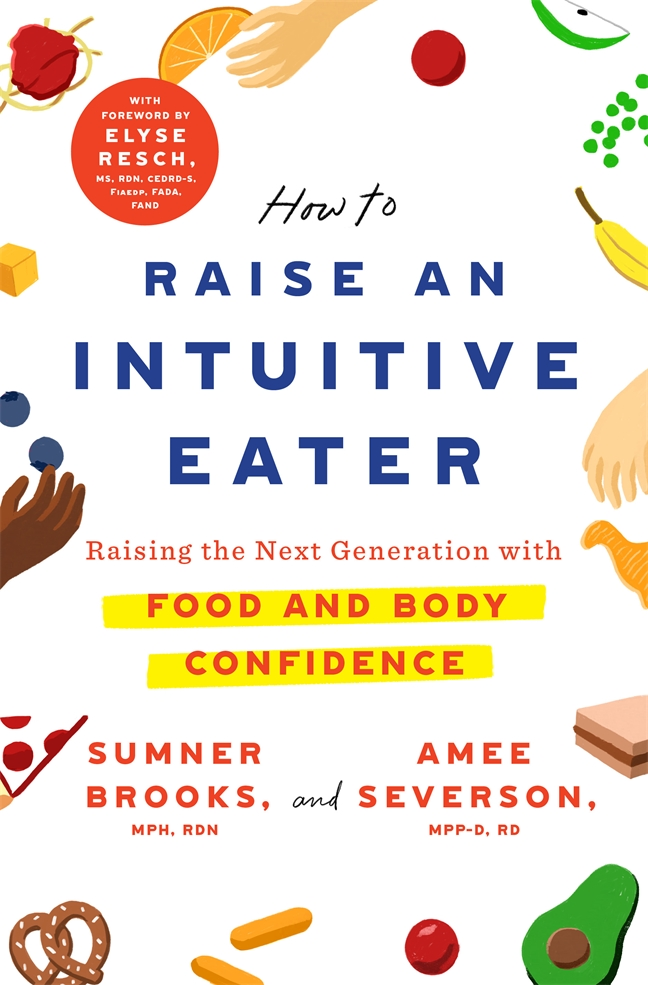 WITH
FOREWORD BY
ELYSE
RESCH,
MS, RDN, CEDRD-S,
FIAEDP, FADA,
FAND
How to
RAISE AN
INTUITIVE
EATER
Raising the Next Generation with
FOOD AND BODY
CONFIDENCE
SUMNER
BROOKS,
MPH, RDN
and
AMEE
SEVERSON,
MPP-D, RD